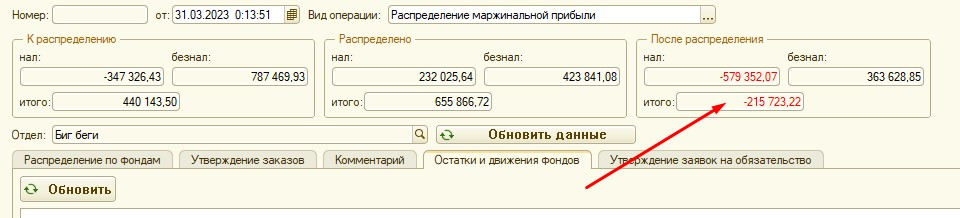 Номер: от: 31.03.2023 0:13:51 Вид операции: Распределение маржинальной прибыли ...
К распределению Распределено После распределения
нал: безнал: нал: безнал: нал: безнал:
-347 326,43 787 469,93 232 025,64 423 841,08 -579 352,07 363 628,85
итого: 440 143,50 итого: 655 866,72 итого: -215 723,22
Отдел: Биг беги Обновить данные
Распределение по фондам Утверждение заказов Комментарий Остатки и движения фондов Утверждение заявок на обязательство
Обновить